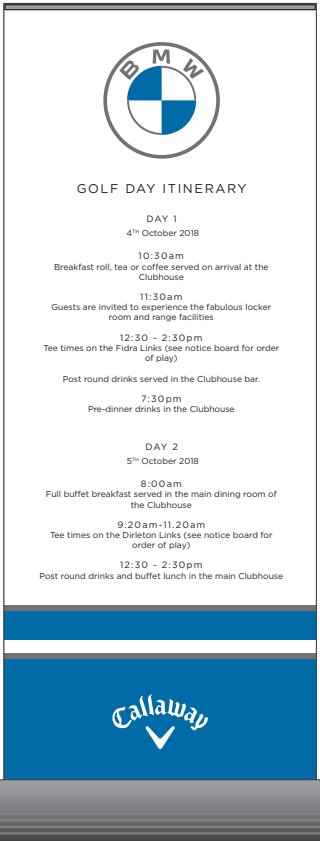 BMW
GOLF DAY ITINERARY
DAY 1
4TH October 2018
10:30am
Breakfast roll, tea or coffee served on arrival at the
Clubhouse
11:30am
Guests are invited to experience the fabulous locker
room and range facilities
12:30 - 2:30pm
Tee times on the Fidra Links (see notice board for order
of play)
Post round drinks served in the Clubhouse bar.
7:30pm
Pre-dinner drinks in the Clubhouse
DAY 2
5TH October 2018
8:00am
Full buffet breakfast served in the main dining room of
the Clubhouse
9:20am-11.20am
Tee times on the Dirleton Links (see notice board for
order of play)
12:30 - 2:30pm
Post round drinks and buffet lunch in the main Clubhouse
Callaway